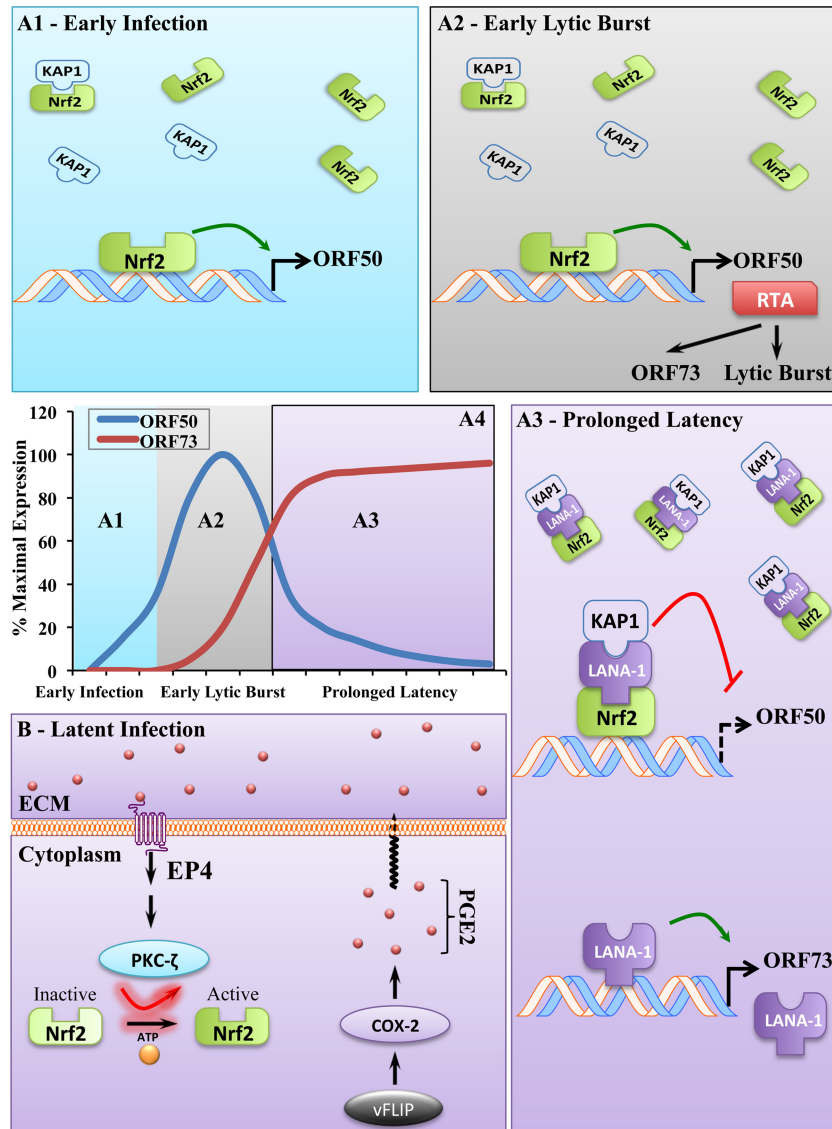 A1 - Early Infection
KAP1
Nrf2
Nrf2
Nrf2
KAP1
KAP1
Nrf2
Nrf2
ORF50
A2 - Early Lytic Burst
KAP1
Nrf2
Nrf2
Nrf2
KAP1
KAP1
Nrf2
Nrf2
ORF50
RTA
ORF73
Lytic Burst
120
100
80
60
40
20
0
% Maximal Expression
ORF50
ORF73
A4
A1
A2
A3
Early Infection
Early Lytic Burst
Prolonged Latency
A3 - Prolonged Latency
KAP1
LANA-1
Nrf2
KAP1
LANA-1
Nrf2
KAP1
LANA-1
Nrf2
KAP1
LANA-1
Nrf2
KAP1
LANA-1
Nrf2
ORF50
LANA-1
ORF73
LANA-1
B - Latent Infection
ECM
Cytoplasm
EP4
PKC-ζ
Inactive
Active
Nrf2
ATP
Nrf2
PGE2
COX-2
vFLIP